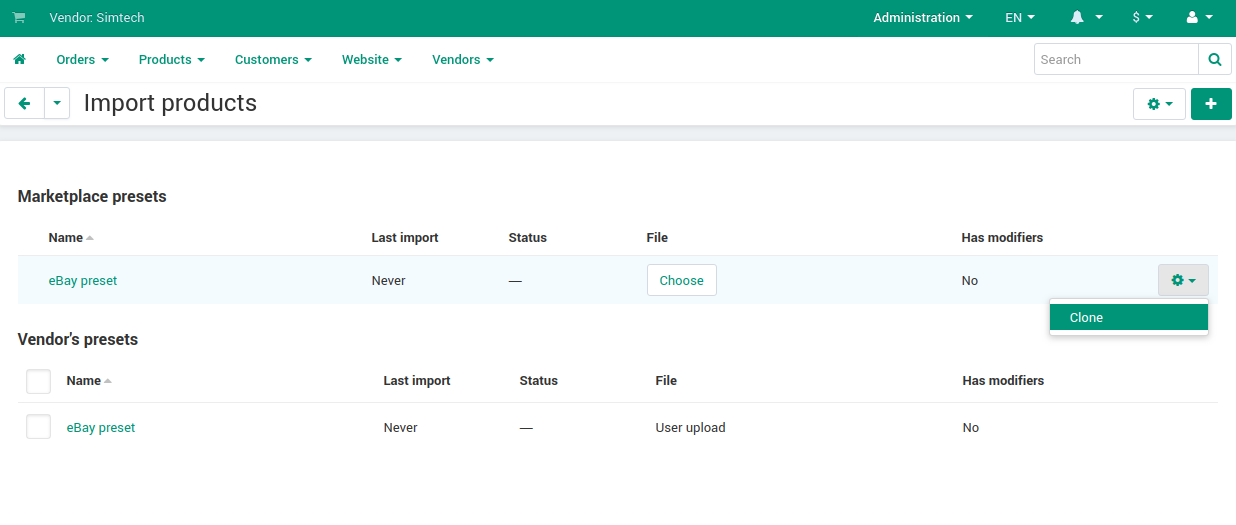 Vendor: Simtech Administration EN $
Orders Products Customers Website Vendors Search
Import products
Marketplace presets
Name Last import Status File Has modifiers
eBay preset Never — Choose No
Clone
Vendor's presets
Name Last import Status File Has modifiers
eBay preset Never — User upload No